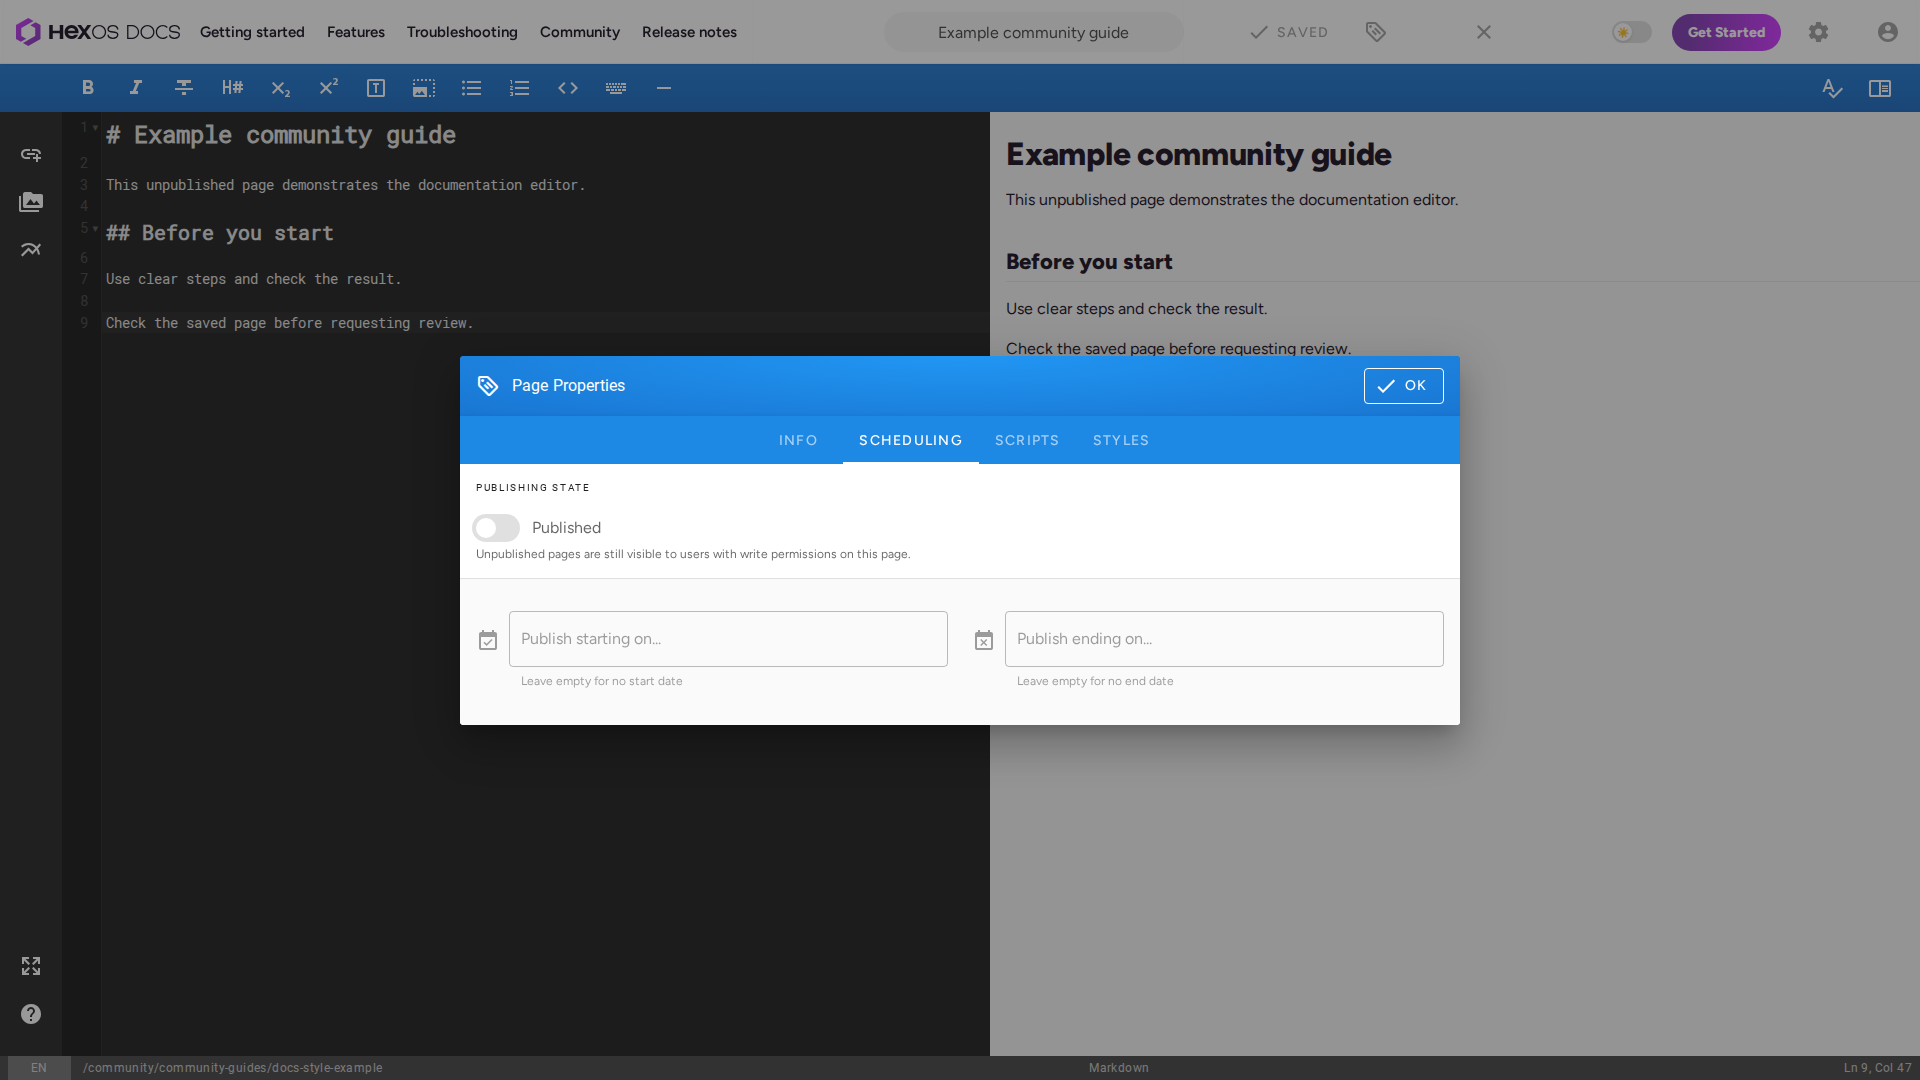 HexOS DOCS Getting started Features Troubleshooting Community Release notes Example community guide SAVED Get Started
B I S H# X2 X2 T
1 # Example community guide
2
3 This unpublished page demonstrates the documentation editor.
4
5 ## Before you start
6
7 Use clear steps and check the result.
8
9 Check the saved page before requesting review.
Example community guide
This unpublished page demonstrates the documentation editor.
Before you start
Use clear steps and check the result.
Check the saved page before requesting review.
Page Properties
OK
INFO SCHEDULING SCRIPTS STYLES
PUBLISHING STATE
Published
Unpublished pages are still visible to users with write permissions on this page.
Publish starting on...
Leave empty for no start date
Publish ending on...
Leave empty for no end date
EN /community/community-guides/docs-style-example Markdown Ln 9, Col 47